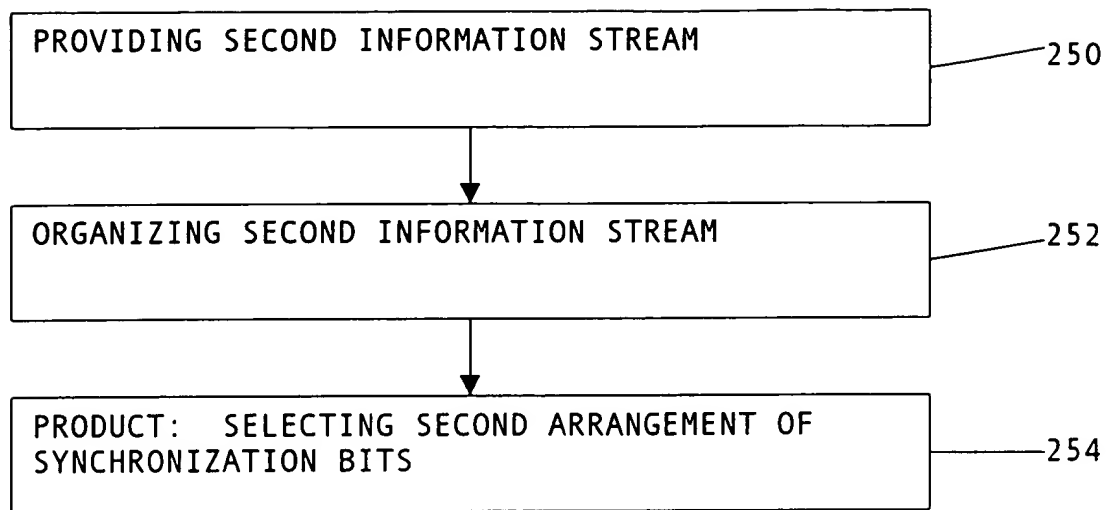 PROVIDING SECOND INFORMATION STREAM
250
ORGANIZING SECOND INFORMATION STREAM
252
PRODUCT: SELECTING SECOND ARRANGEMENT OF
SYNCHRONIZATION BITS
254